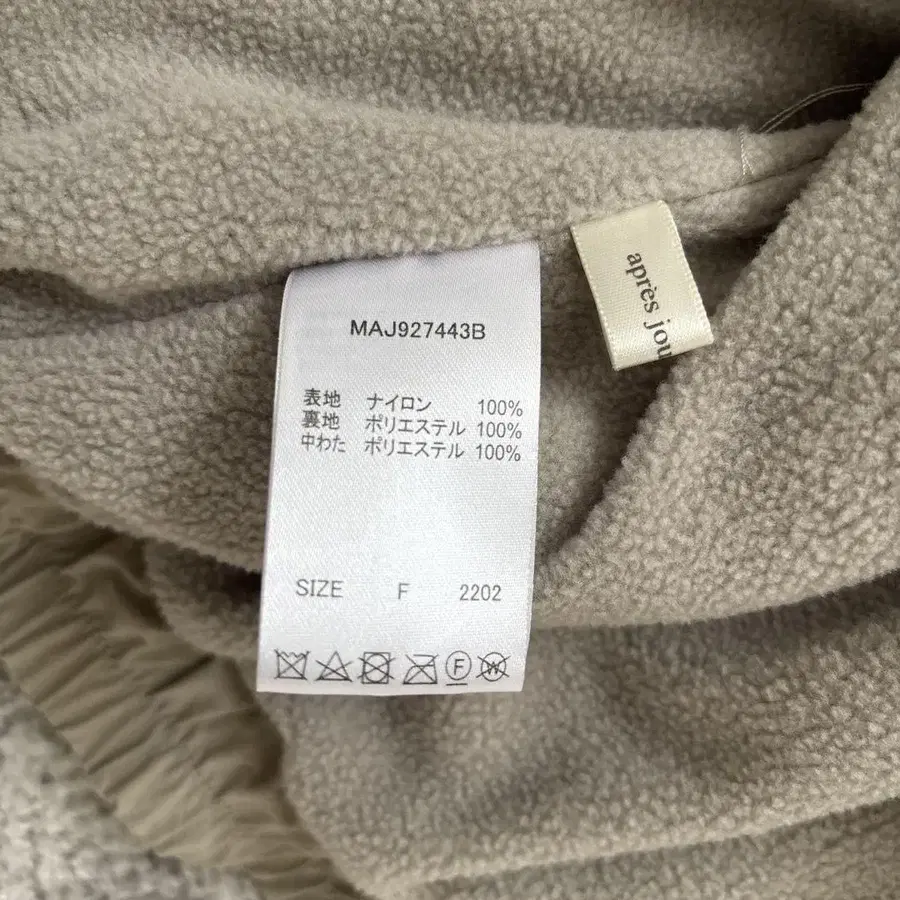 MAJ927443B
表地 ナイロン 100%
裏地 ポリエステル 100%
中わた ポリエステル 100%
SIZE F 2202
F W
après